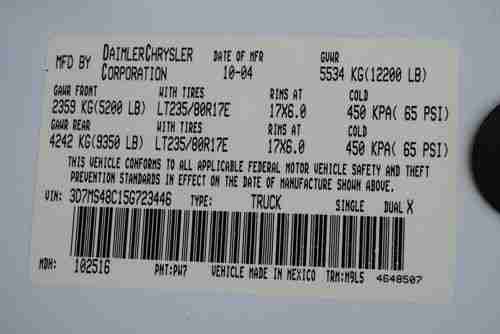 MFD BY DAIMLERCHRYSLER CORPORATION DATE OF MFR 10-04 GVWR 5534 KG(12200 LB)
GAWR FRONT WITH TIRES RIMS AT COLD
2359 KG(5200 LB) LT235/80R17E 17X6.0 450 KPA( 65 PSI)
GAWR REAR WITH TIRES RIMS AT COLD
4242 KG(9350 LB) LT235/80R17E 17X6.0 450 KPA( 65 PSI)
THIS VEHICLE CONFORMS TO ALL APPLICABLE FEDERAL MOTOR VEHICLE SAFETY AND THEFT
PREVENTION STANDARDS IN EFFECT ON THE DATE OF MANUFACTURE SHOWN ABOVE.
VIN: 3D7MS48C15G723446 TYPE: TRUCK SINGLE DUAL X
MDH: 102516 PNT:PW7 VEHICLE MADE IN MEXICO TRM:M9L5 4648507